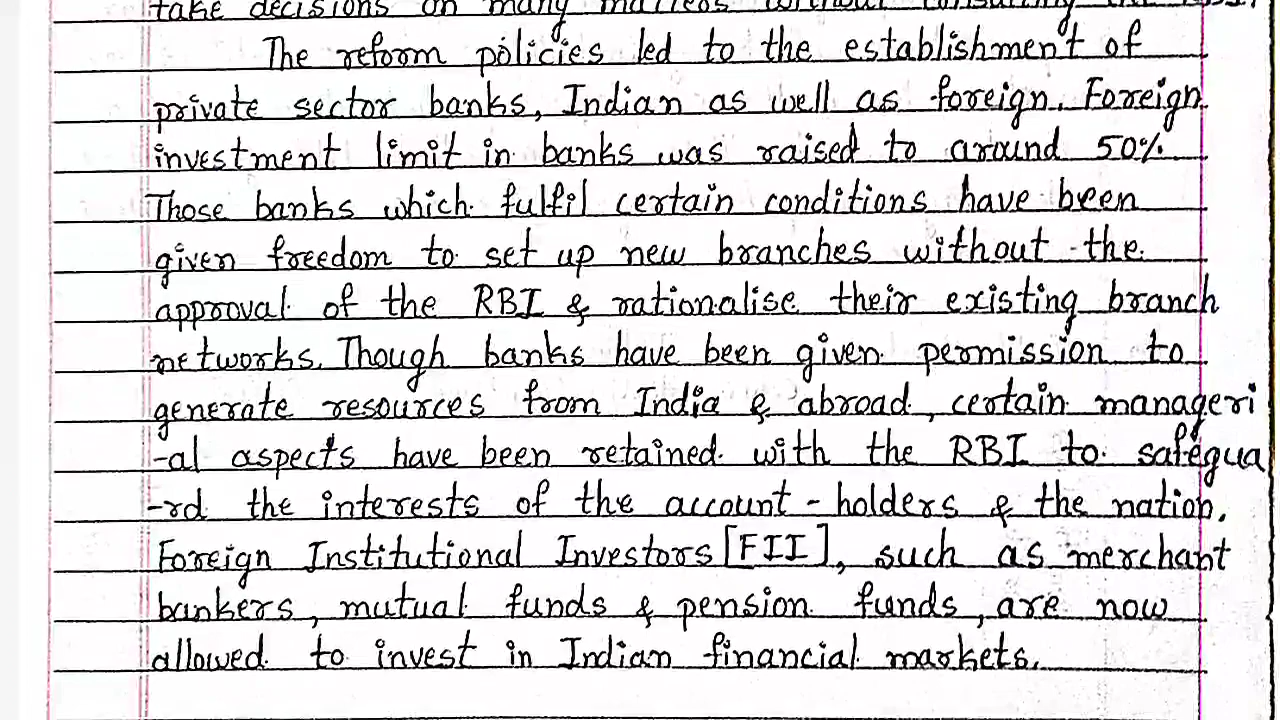 take decisions on many matters without consulting the RBI.
The reform policies led to the establishment of
private sector banks, Indian as well as foreign. Foreign
investment limit in banks was raised to around 50%.
Those banks which fulfil certain conditions have been
given freedom to set up new branches without the
approval of the RBI & rationalise their existing branch
networks. Though banks have been given permission to
generate resources from India & abroad, certain manageri
-al aspects have been retained with the RBI to safegua
-rd the interests of the account - holders & the nation.
Foreign Institutional Investors [FII], such as merchant
bankers, mutual funds & pension funds, are now
allowed to invest in Indian financial markets.